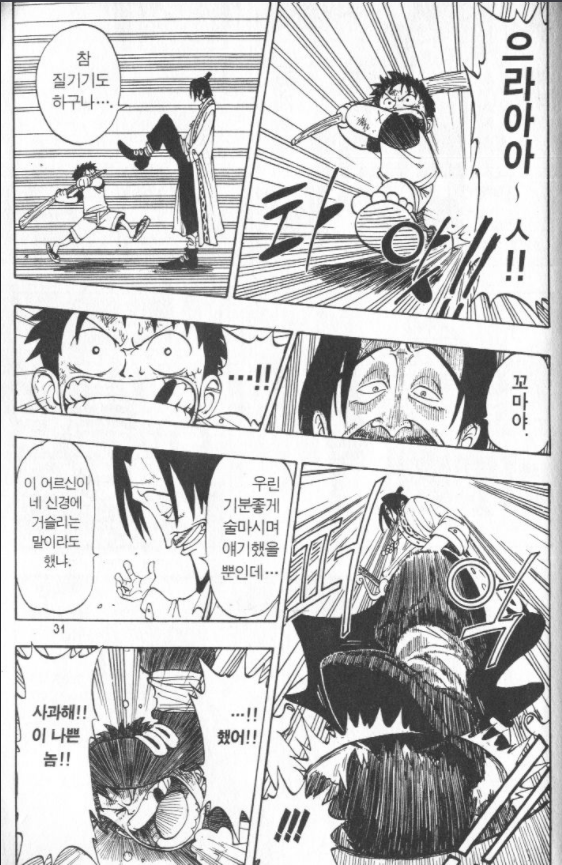 으라아아~ㅅ!!
타앗
참
질기기도
하구나….
꼬마야.
…!!
퍼억
!!!
우린
기분좋게
술마시며
얘기했을
뿐인데…
이 어르신이
네 신경에
거슬리는
말이라도
했냐.
31
…!!
했어!!
사과해!!
이 나쁜
놈!!